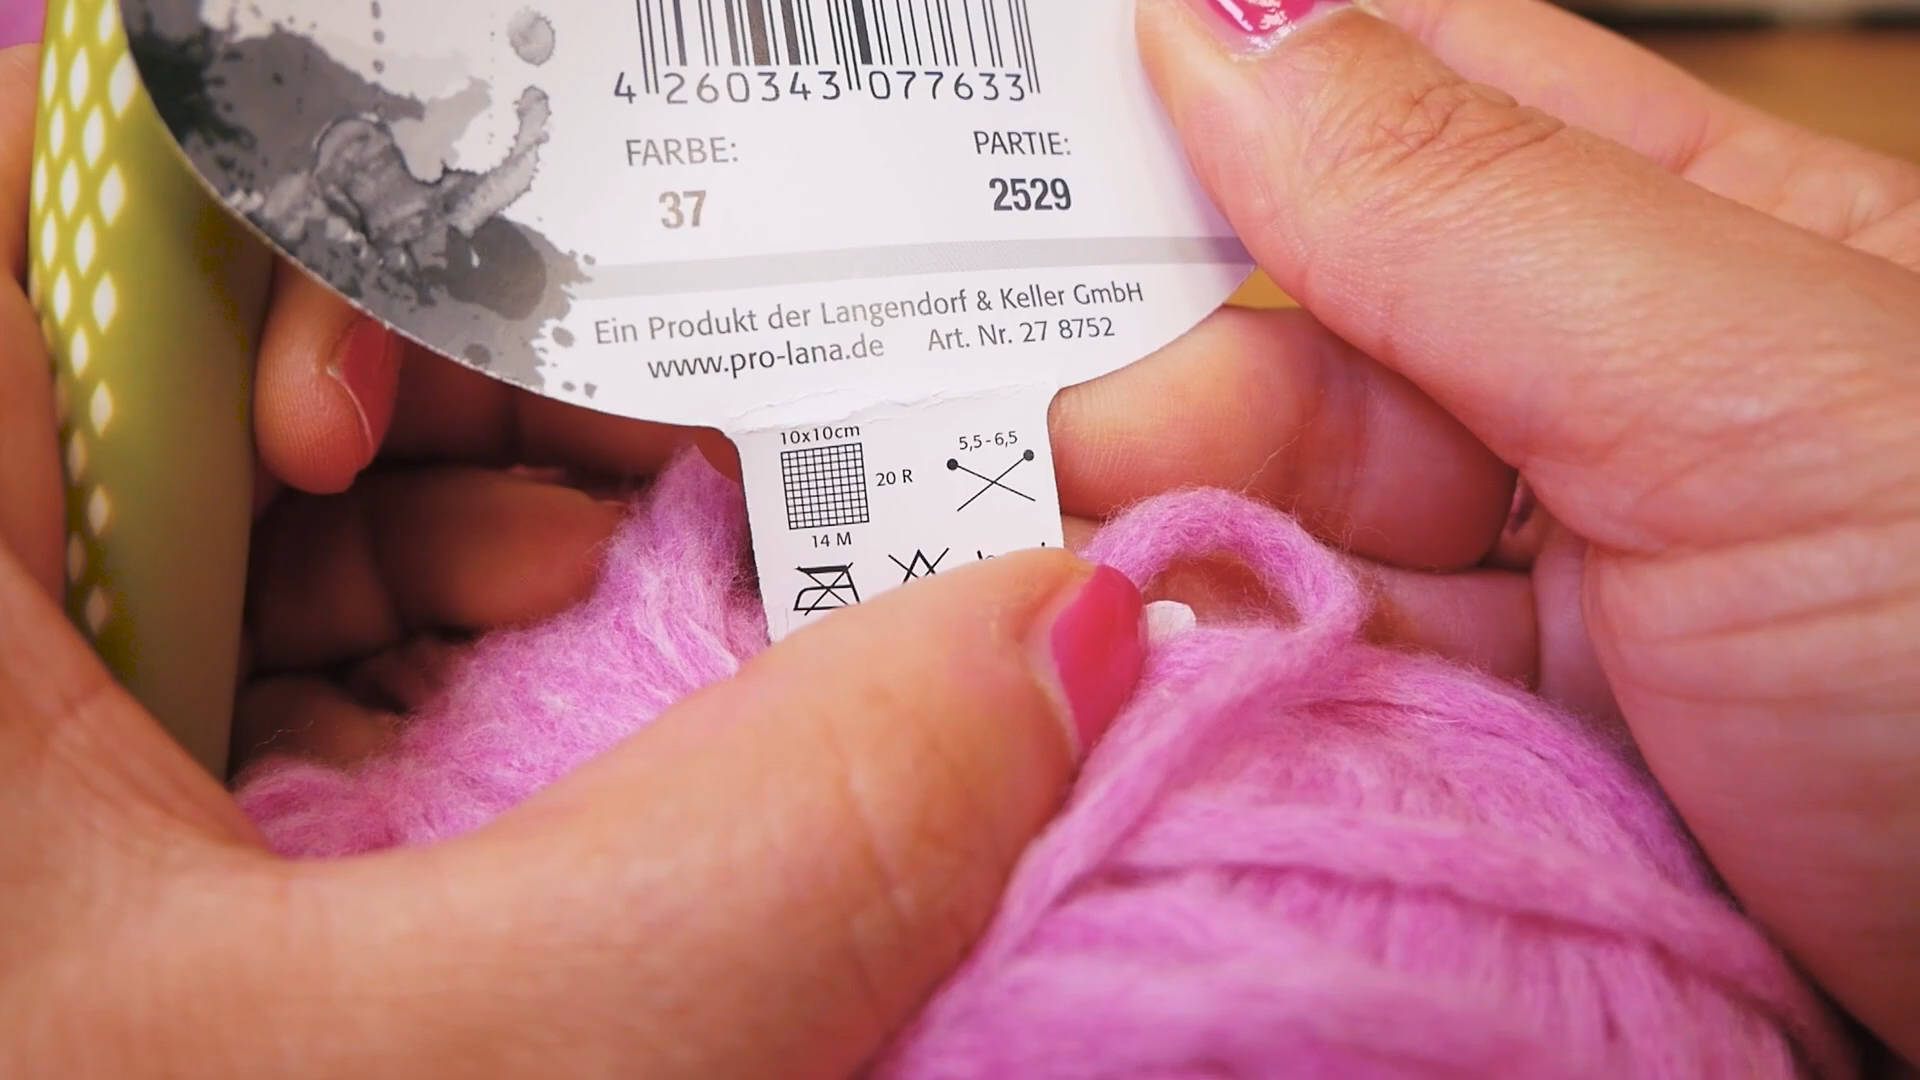 4 260343 077633
FARBE: PARTIE:
37 2529
Ein Produkt der Langendorf & Keller GmbH
www.pro-lana.de Art. Nr. 27 8752
10x10cm
5,5-6,5
20 R
14 M